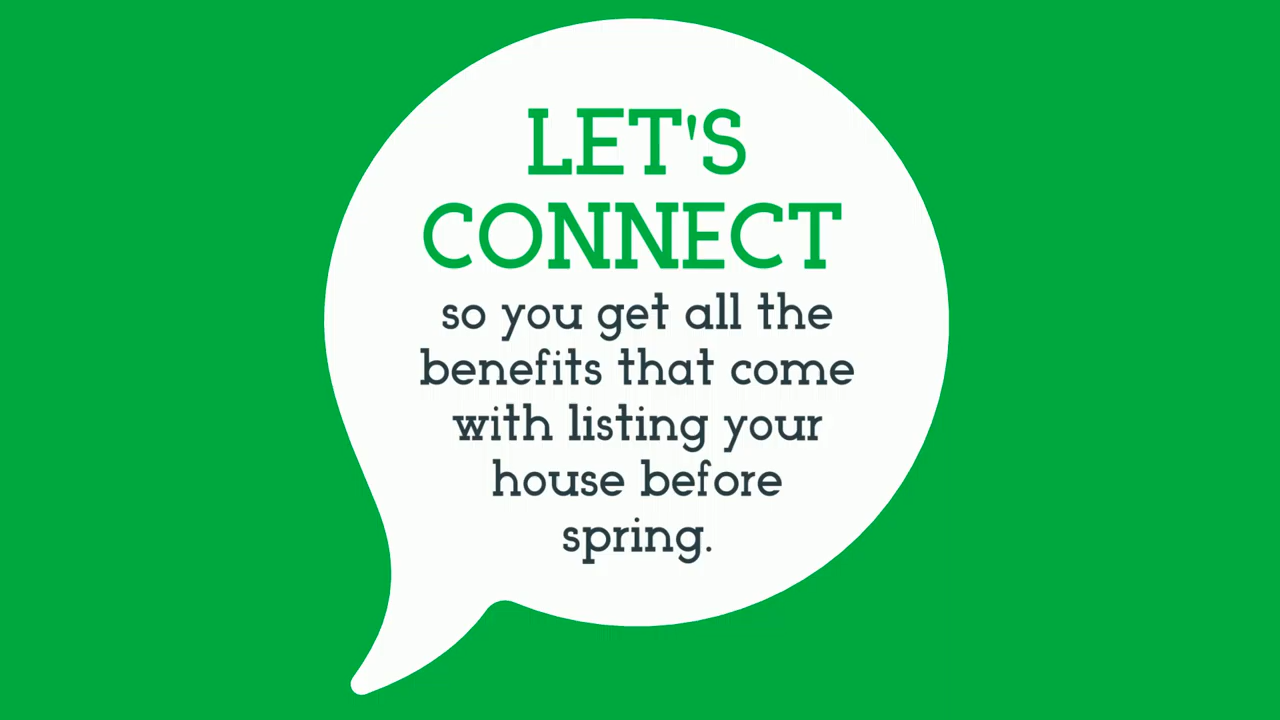 LET'S
CONNECT
so you get all the
benefits that come
with listing your
house before
spring.